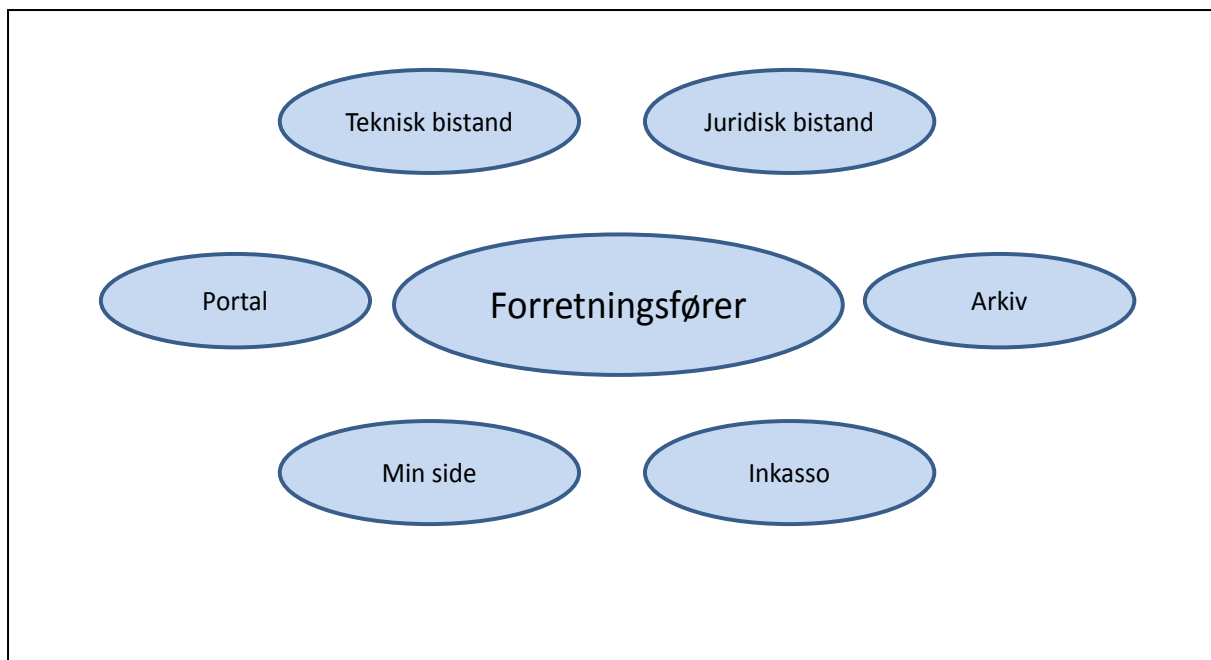 Teknisk bistand
Juridisk bistand
Portal
Forretningsfører
Arkiv
Min side
Inkasso